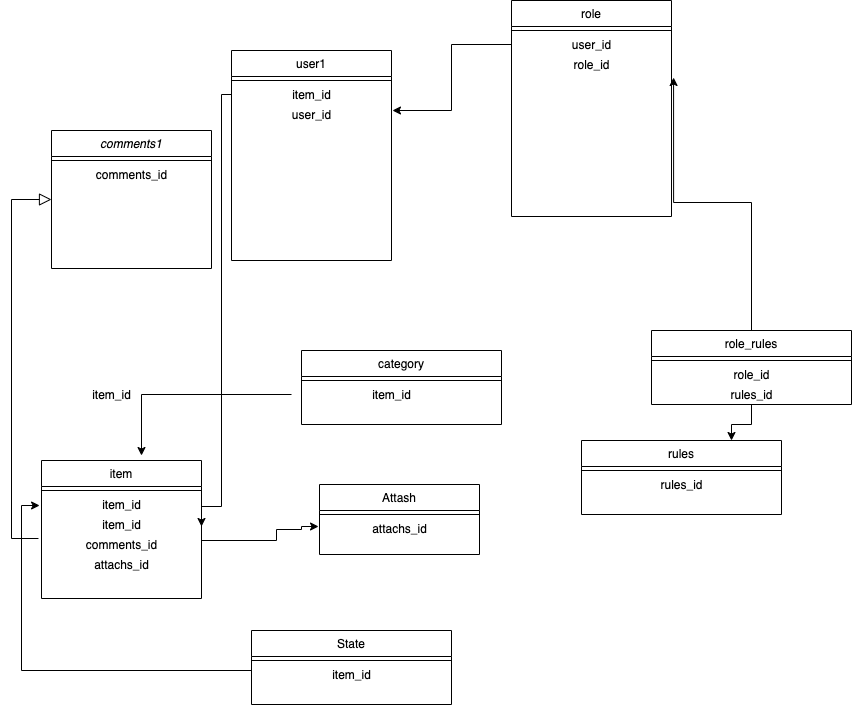 role
user_id
role_id
user1
item_id
user_id
comments1
comments_id
role_rules
role_id
rules_id
category
item_id
item_id
rules
rules_id
item
item_id
item_id
comments_id
attachs_id
Attash
attachs_id
State
item_id